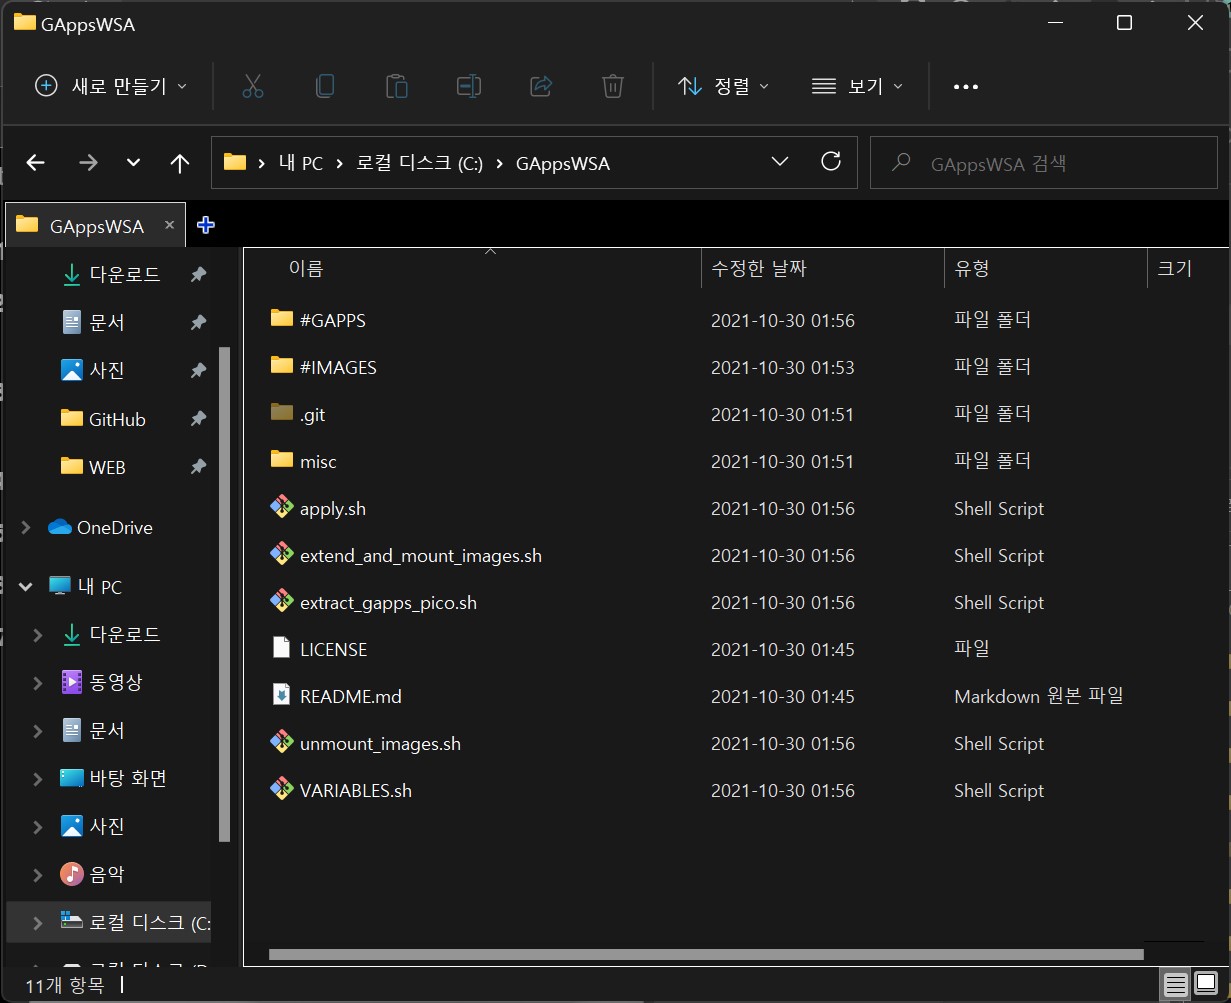 GAppsWSA
새로 만들기 정렬 보기
내 PC 로컬 디스크 (C:) GAppsWSA GAppsWSA 검색
GAppsWSA
이름 수정한 날짜 유형 크기
다운로드
문서
사진
GitHub
WEB
OneDrive
내 PC
다운로드
동영상
문서
바탕 화면
사진
음악
로컬 디스크 (C:
#GAPPS 2021-10-30 01:56 파일 폴더
#IMAGES 2021-10-30 01:53 파일 폴더
.git 2021-10-30 01:51 파일 폴더
misc 2021-10-30 01:51 파일 폴더
apply.sh 2021-10-30 01:56 Shell Script
extend_and_mount_images.sh 2021-10-30 01:56 Shell Script
extract_gapps_pico.sh 2021-10-30 01:56 Shell Script
LICENSE 2021-10-30 01:45 파일
README.md 2021-10-30 01:45 Markdown 원본 파일
unmount_images.sh 2021-10-30 01:56 Shell Script
VARIABLES.sh 2021-10-30 01:56 Shell Script
11개 항목